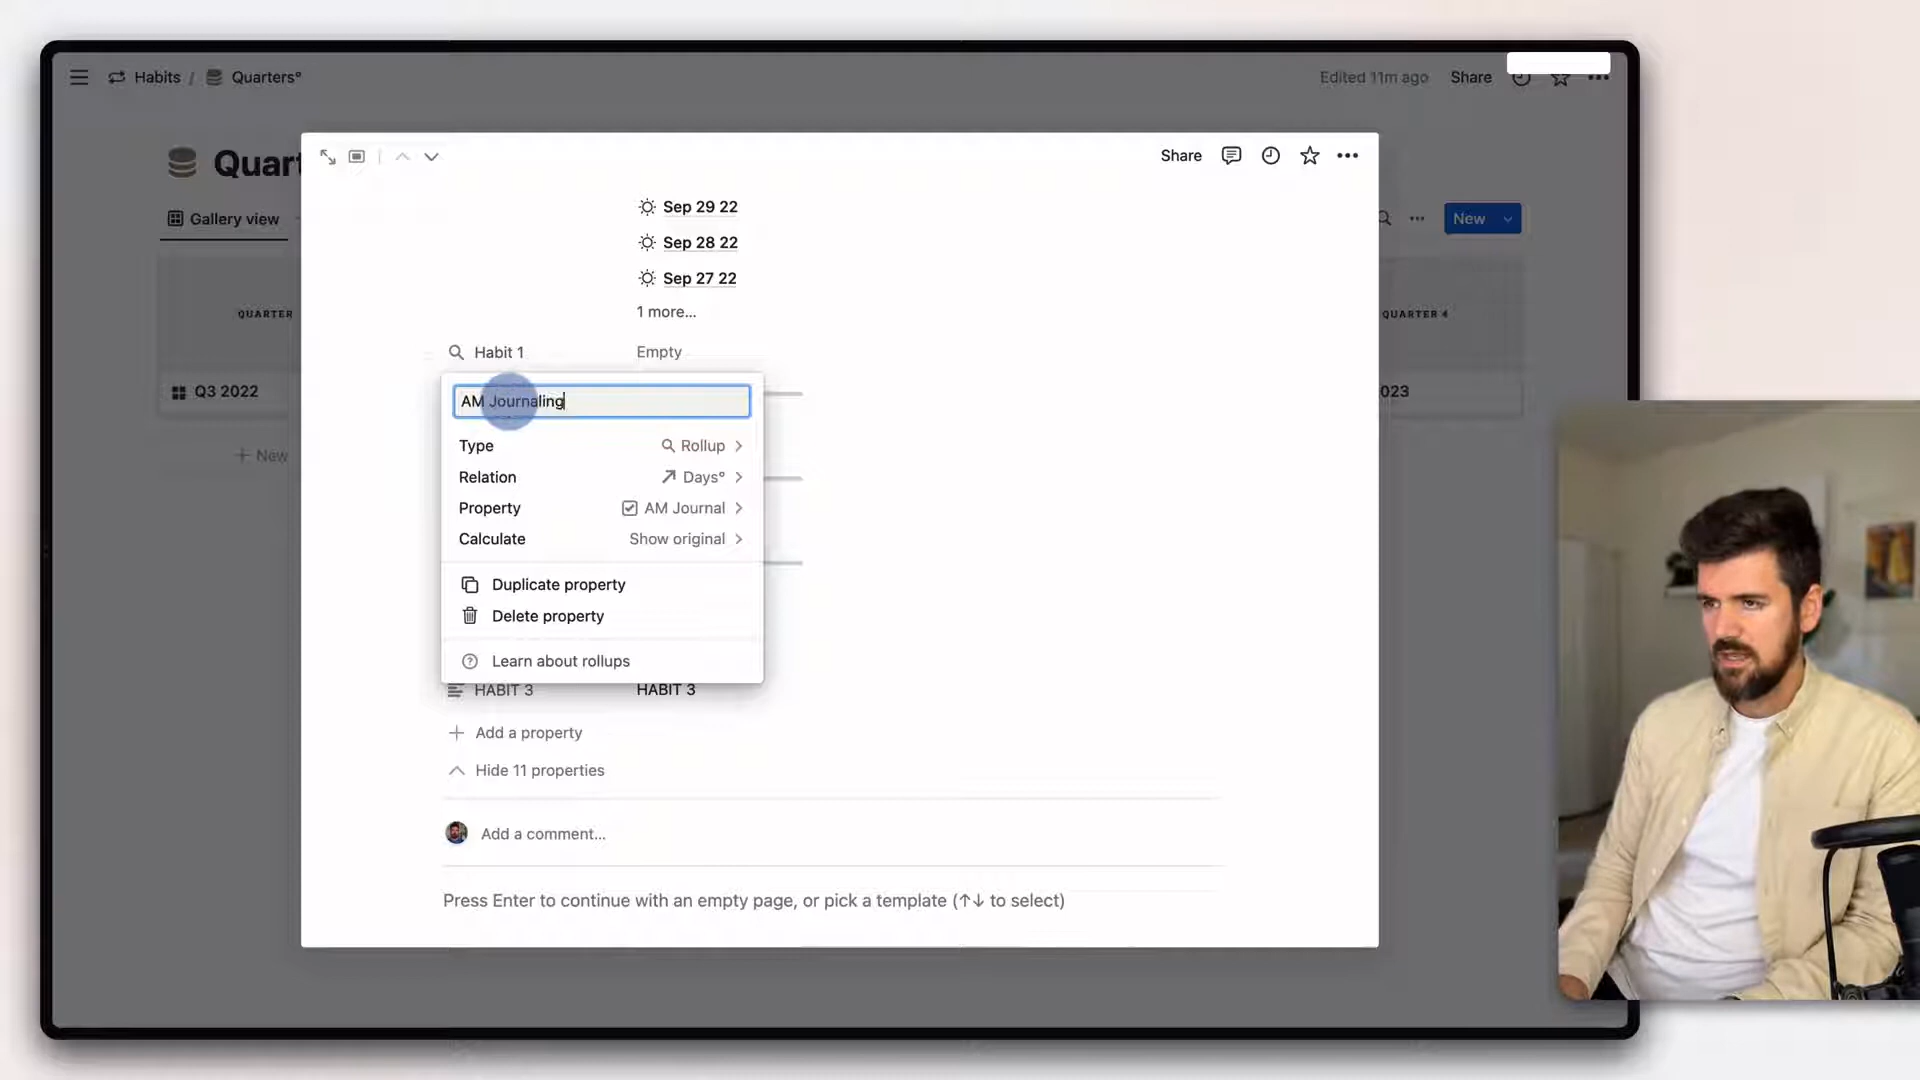 Habits / Quarters°
Edited 11m ago Share
Quart
Gallery view
New
QUARTER
Q3 2022
+ New
QUARTER 4
023
Share
Sep 29 22
Sep 28 22
Sep 27 22
1 more...
Habit 1 Empty
AM Journaling
Type Rollup
Relation Days°
Property AM Journal
Calculate Show original
Duplicate property
Delete property
Learn about rollups
HABIT 3 HABIT 3
+ Add a property
Hide 11 properties
Add a comment...
Press Enter to continue with an empty page, or pick a template (↑↓ to select)